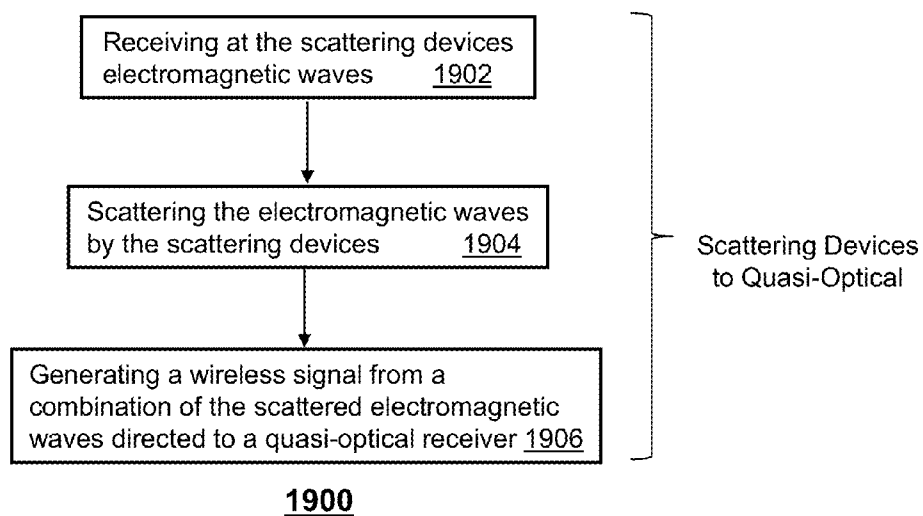 Receiving at the scattering devices
electromagnetic waves 1902
Scattering the electromagnetic waves
by the scattering devices 1904
Scattering Devices
to Quasi-Optical
Generating a wireless signal from a
combination of the scattered electromagnetic
waves directed to a quasi-optical receiver 1906
1900